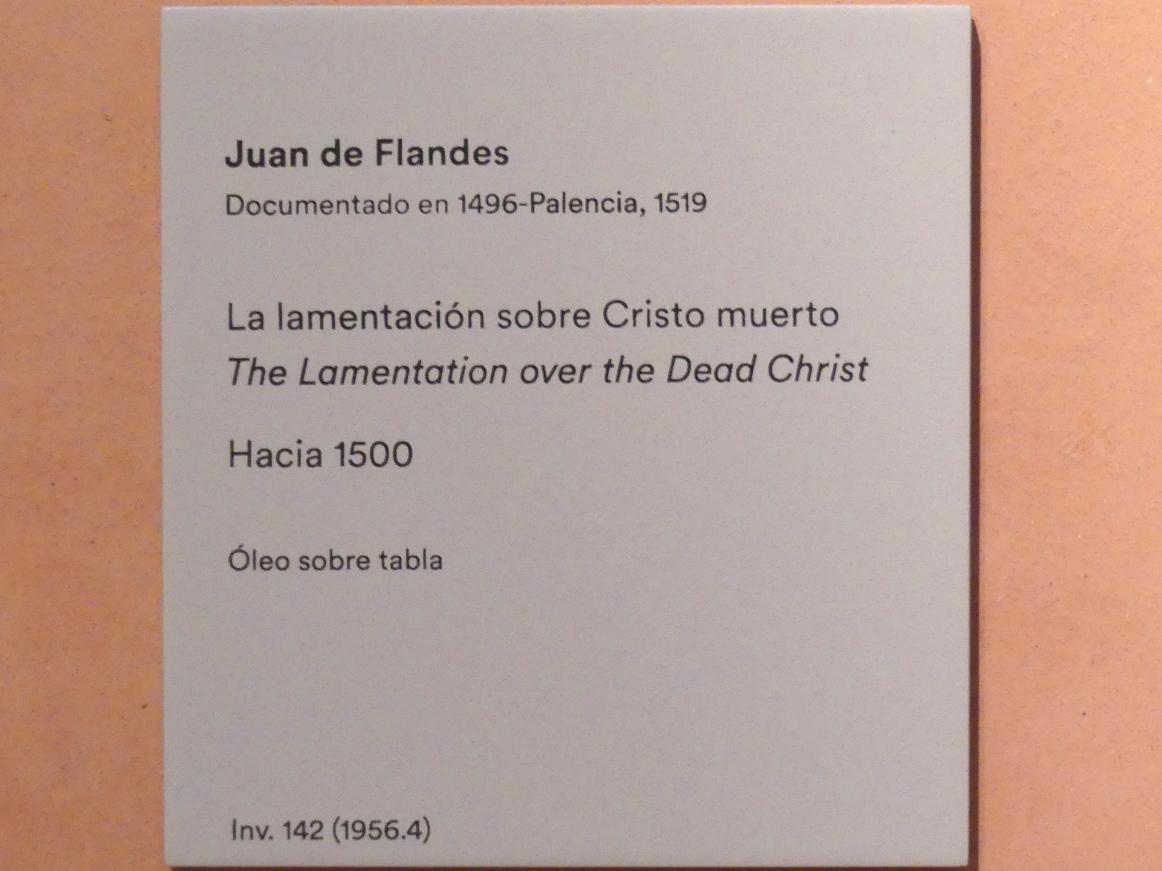 Juan de Flandes
Documentado en 1496-Palencia, 1519
La lamentación sobre Cristo muerto
The Lamentation over the Dead Christ
Hacia 1500
Óleo sobre tabla
Inv. 142 (1956.4)